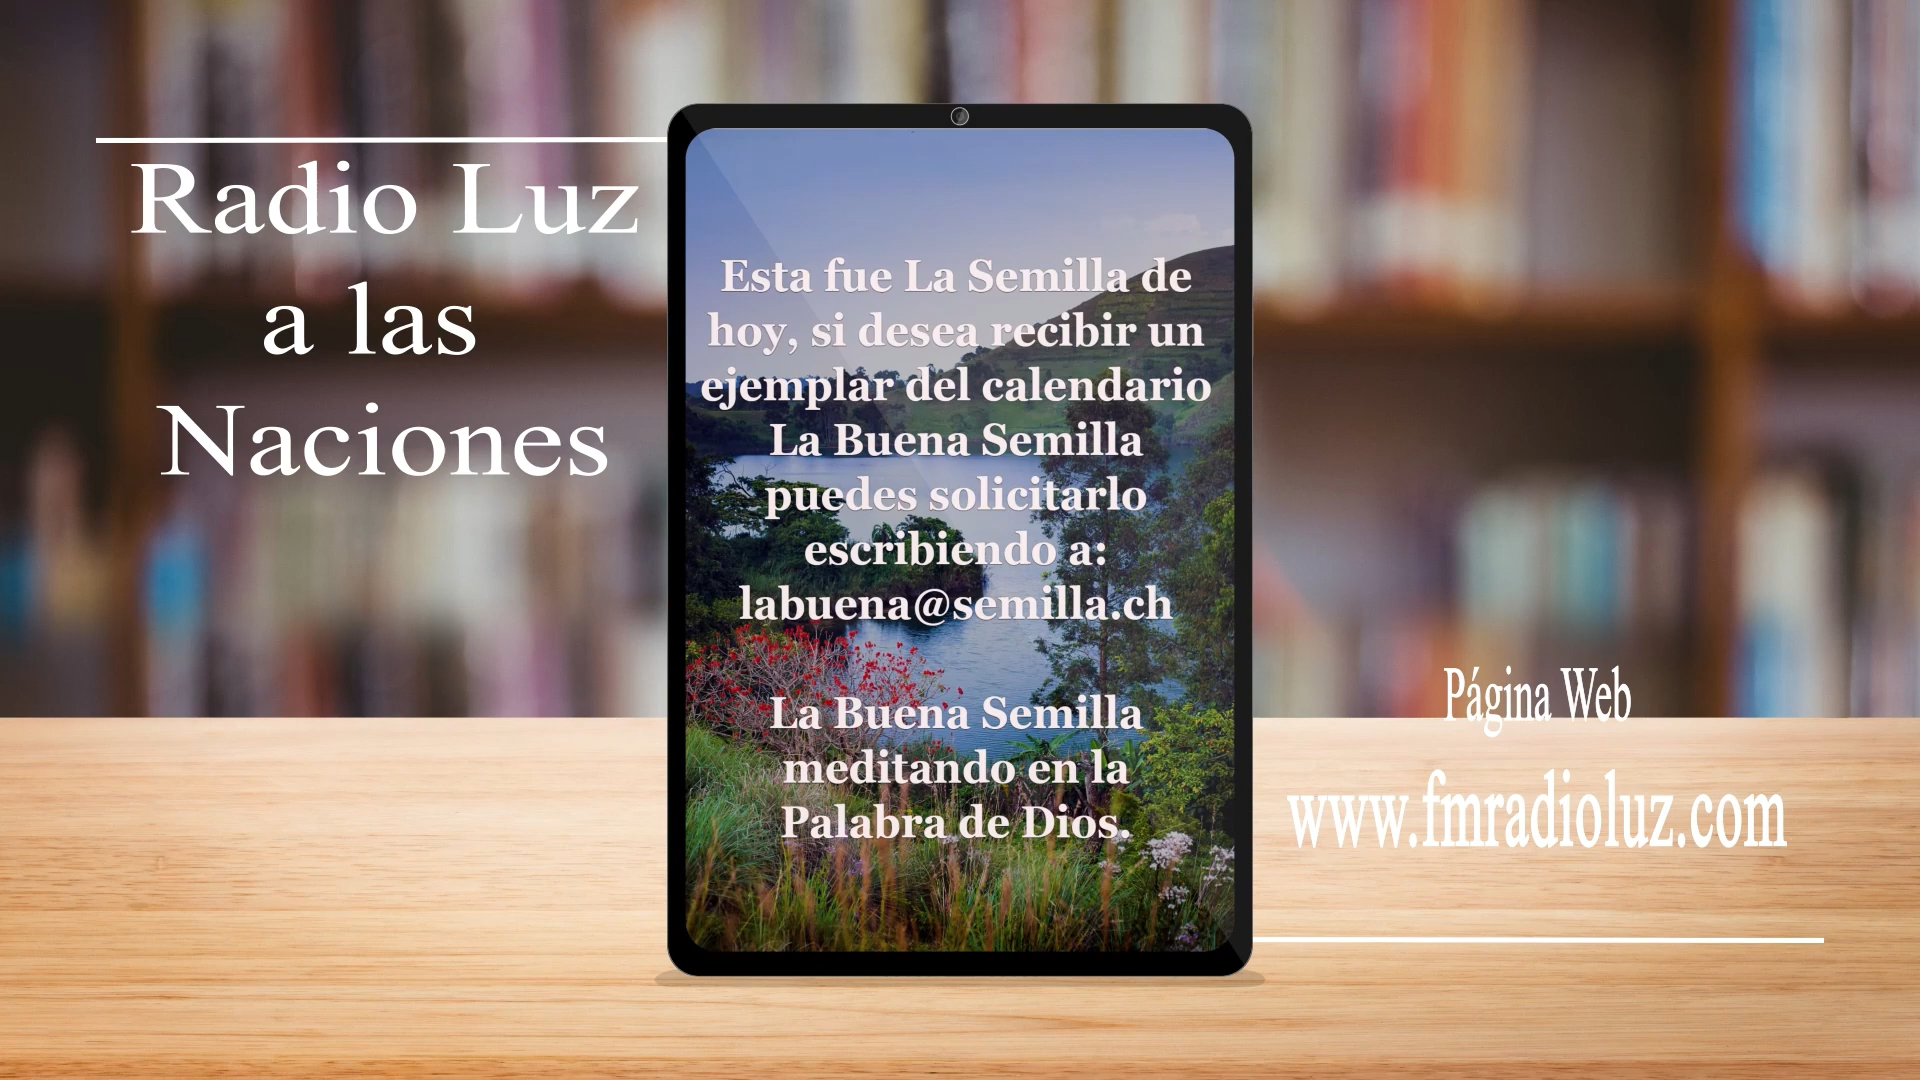 Radio Luz
a las
Naciones
Esta fue La Semilla de
hoy, si desea recibir un
ejemplar del calendario
La Buena Semilla
puedes solicitarlo
escribiendo a:
labuena@semilla.ch
La Buena Semilla
meditando en la
Palabra de Dios.
Página Web
www.fmradioluz.com